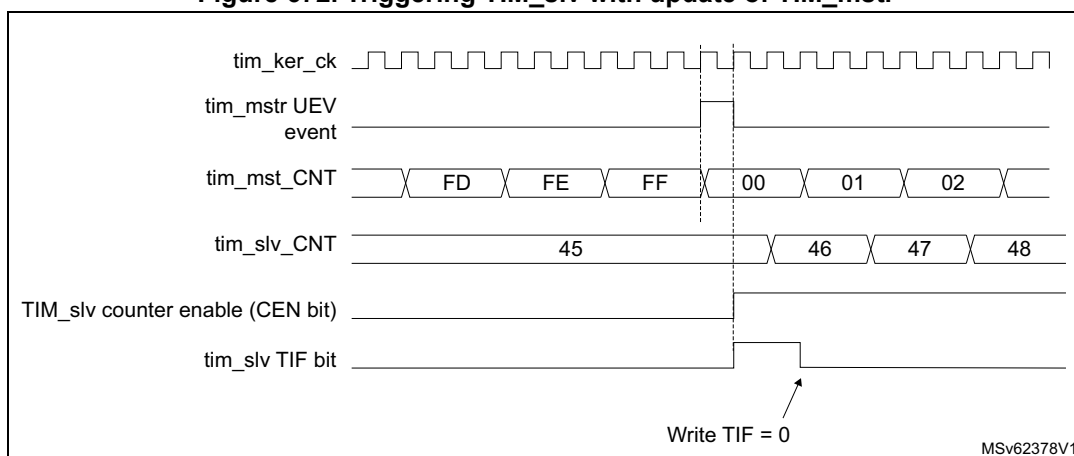 Figure 672. Triggering TIM_slv with update of TIM_mstr
tim_ker_ck
tim_mstr UEV
event
tim_mst_CNT
FD FE FF 00 01 02
tim_slv_CNT
45 46 47 48
TIM_slv counter enable (CEN bit)
tim_slv TIF bit
Write TIF = 0
MSv62378V1